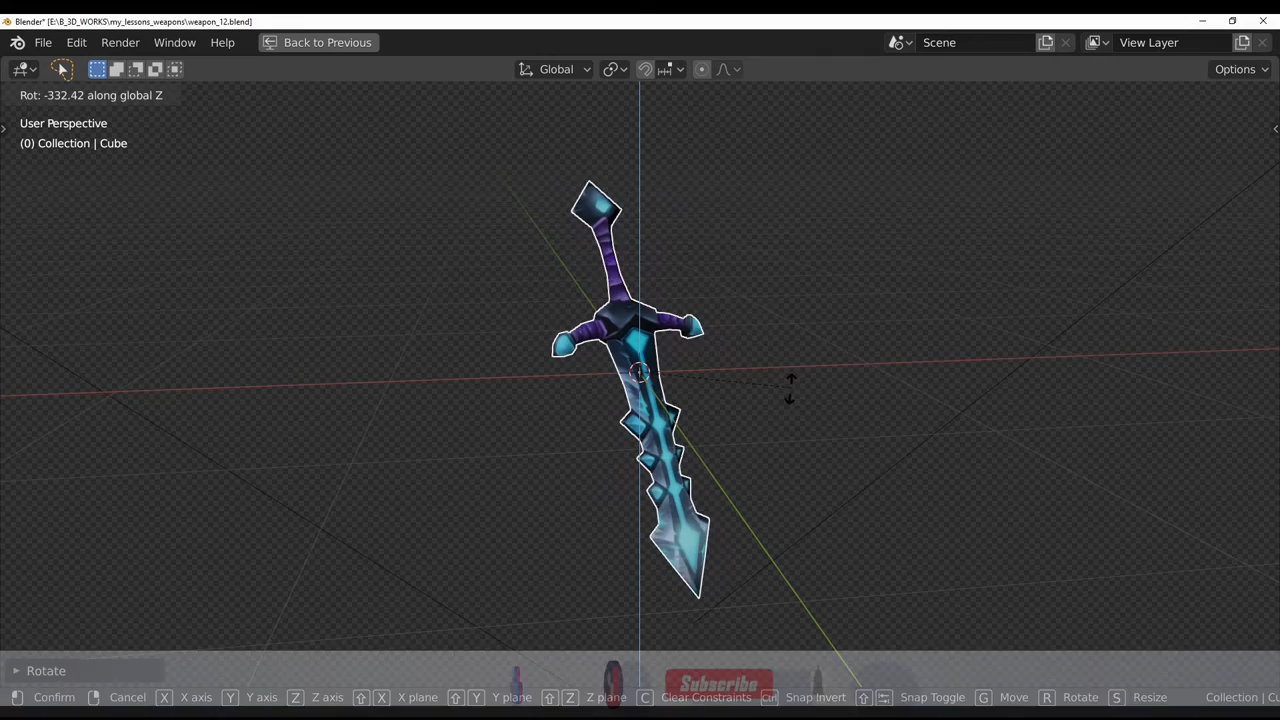 Blender* [E:\B_3D_WORKS\my_lessons_weapons\weapon_12.blend]
File Edit Render Window Help Back to Previous Scene View Layer
Global Options
Rot: -332.42 along global Z
User Perspective
(0) Collection | Cube
Rotate
Subscribe
Confirm Cancel X X axis Y Y axis Z Z axis X X plane Y Y plane Z Z plane C Clear Constraints Ctrl Snap Invert Snap Toggle G Move R Rotate S Resize Collection | Cu